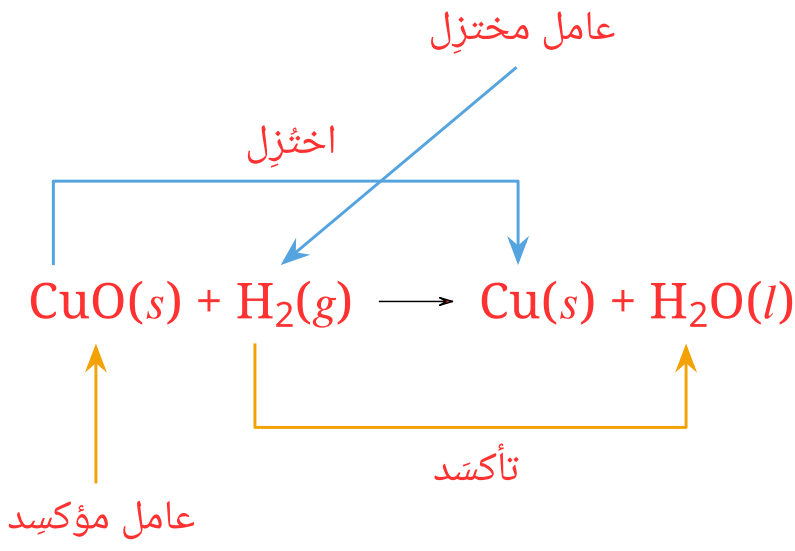 عامل مختزِل
اختُزِل
CuO(s) + H₂(g) → Cu(s) + H₂O(l)
تأكسَد
عامل مؤكسِد